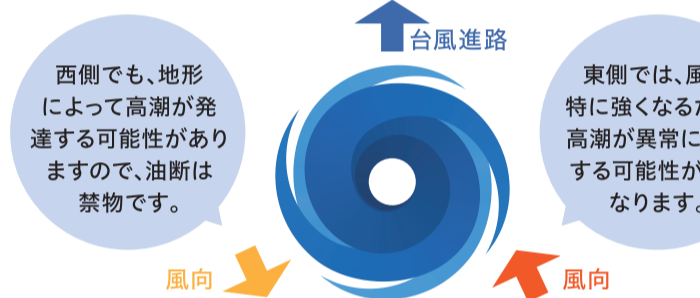 台風進路
西側でも、地形
によって高潮が発
達する可能性があり
ますので、油断は
禁物です。
東側では、
特に強くなる
高潮が異常に
する可能性が
なります。
風向
風向